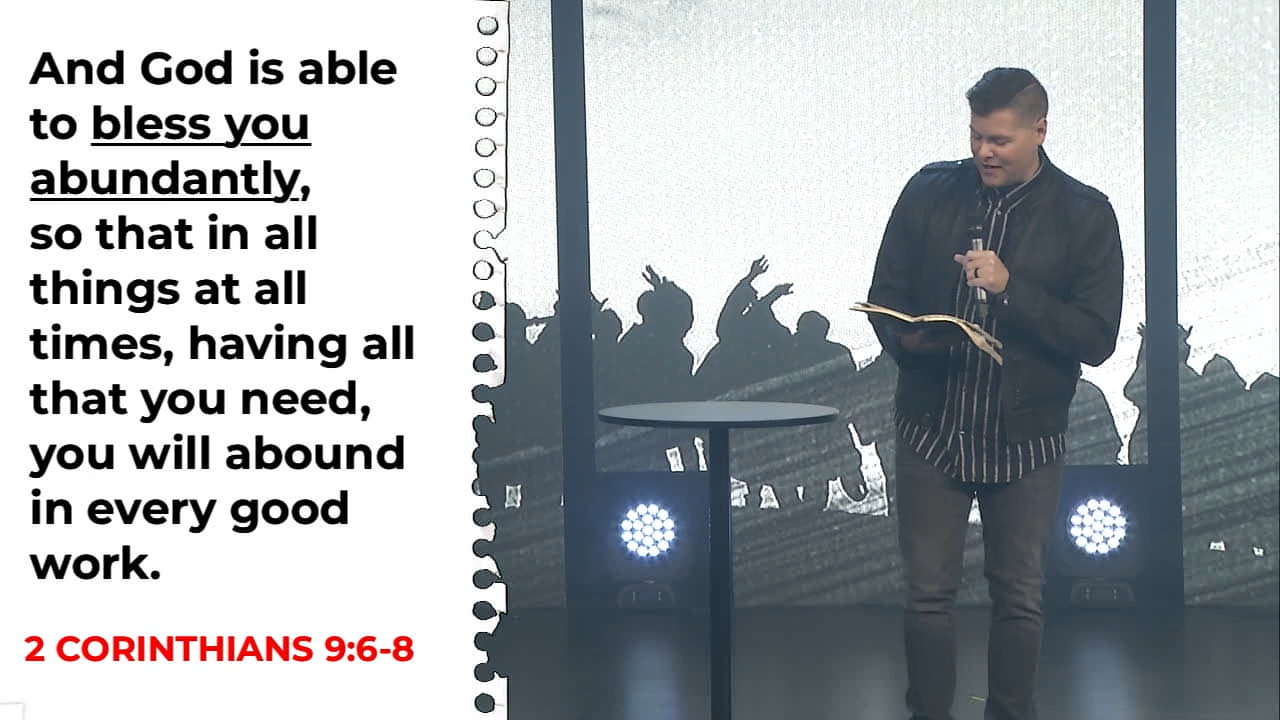 And God is able
to bless you
abundantly,
so that in all
things at all
times, having all
that you need,
you will abound
in every good
work.
2 CORINTHIANS 9:6-8